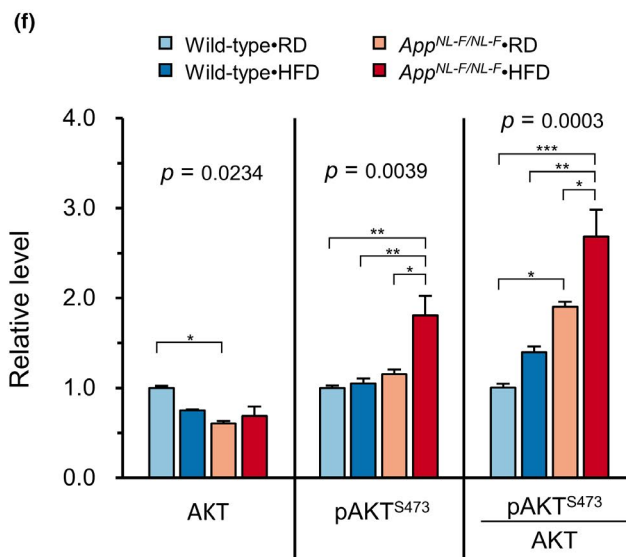 (f)
Wild-type•RD
App^NL-F/NL-F•RD
Wild-type•HFD
App^NL-F/NL-F•HFD
Relative level
4.0
3.0
2.0
1.0
0.0
p = 0.0234
p = 0.0039
p = 0.0003
*
**
**
*
***
**
*
*
AKT
pAKT^S473
pAKT^S473
AKT